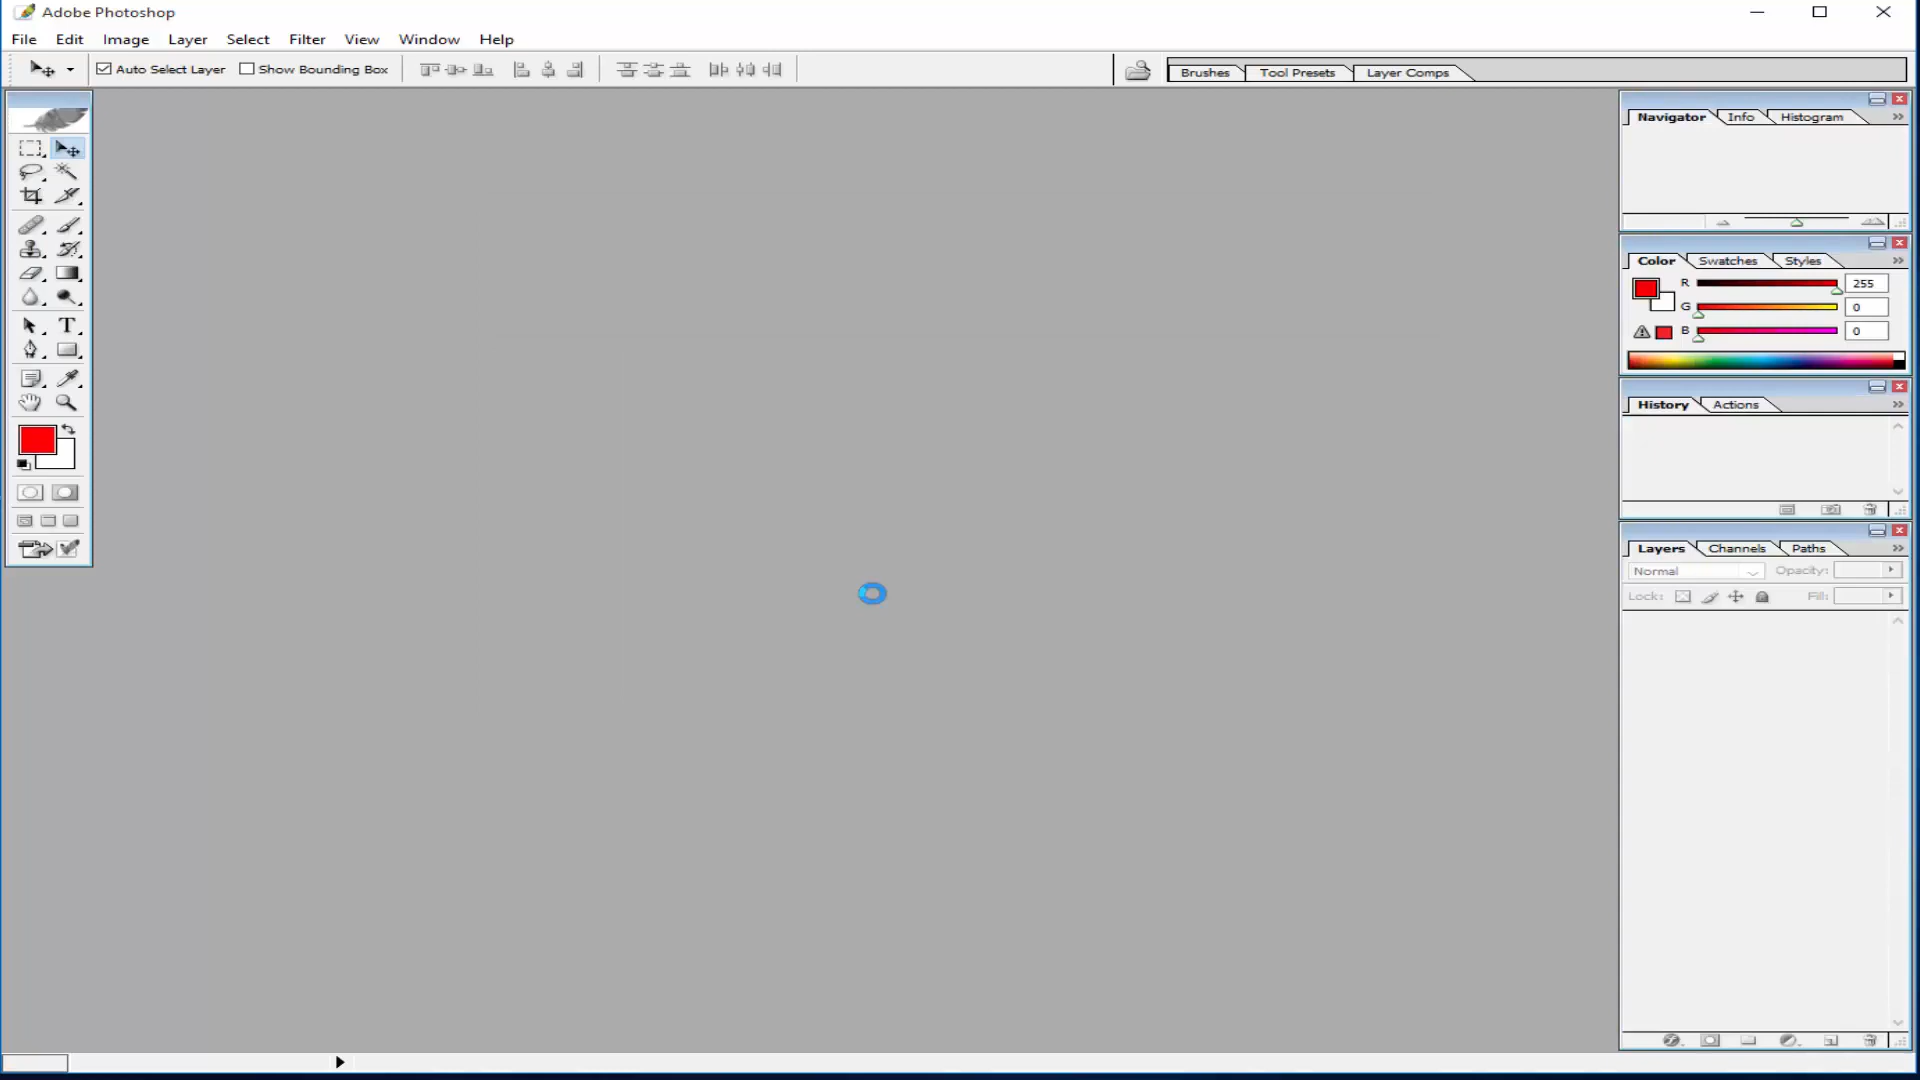 Adobe Photoshop
File Edit Image Layer Select Filter View Window Help
Auto Select Layer Show Bounding Box Brushes Tool Presets Layer Comps
Navigator Info Histogram
Color Swatches Styles
R 255
G 0
B 0
History Actions
Layers Channels Paths
Normal Opacity:
Lock: Fill: